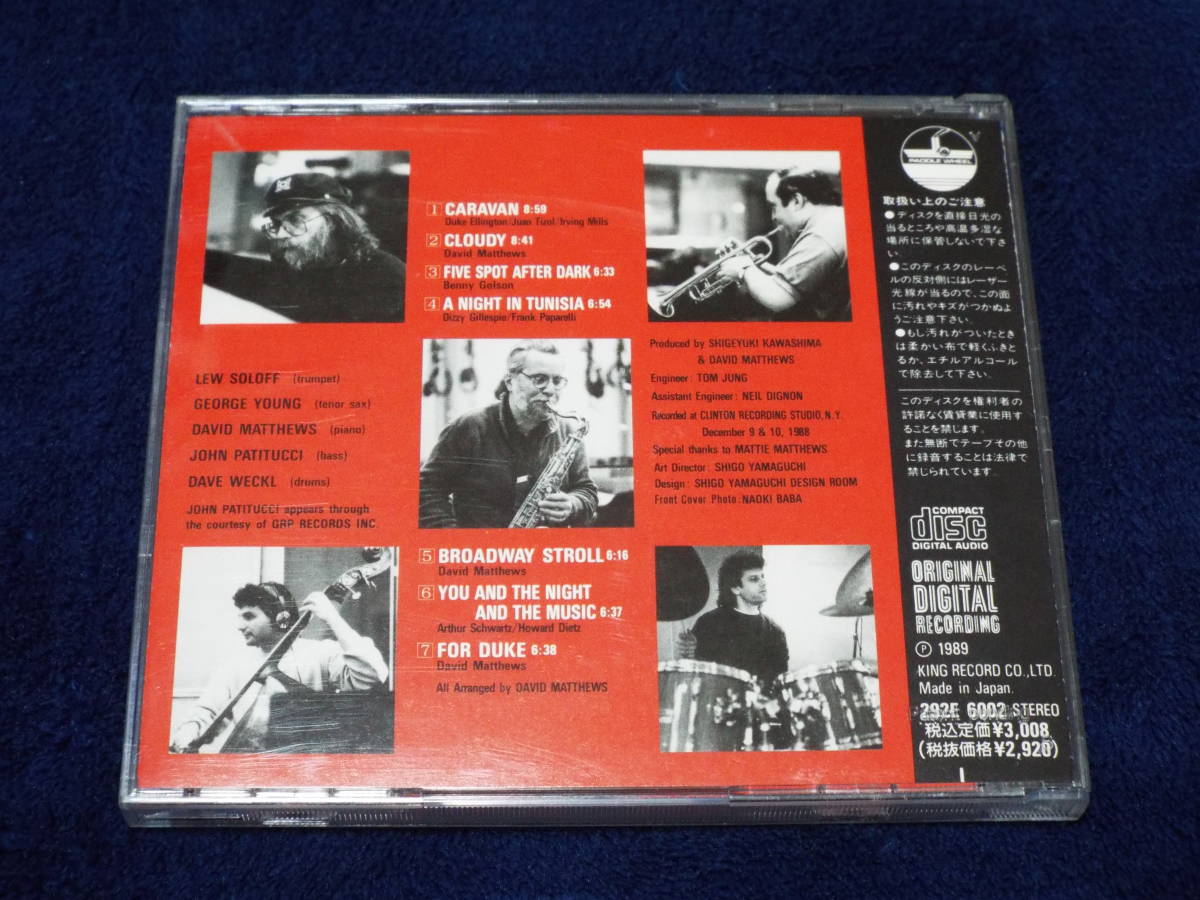 1 CARAVAN 8:59
Duke Ellington/Juan Tizol/Irving Mills
2 CLOUDY 8:41
David Matthews
3 FIVE SPOT AFTER DARK 6:33
Benny Golson
4 A NIGHT IN TUNISIA 6:54
Dizzy Gillespie/Frank Paparelli
LEW SOLOFF (trumpet)
GEORGE YOUNG (tenor sax)
DAVID MATTHEWS (piano)
JOHN PATITUCCI (bass)
DAVE WECKL (drums)
JOHN PATITUCCI appears through
the courtesy of GRP RECORDS INC.
Produced by SHIGEYUKI KAWASHIMA
& DAVID MATTHEWS
Engineer: TOM JUNG
Assistant Engineer: NEIL DIGNON
Recorded at CLINTON RECORDING STUDIO, N.Y.
December 9 & 10, 1988
Special thanks to MATTIE MATTHEWS
Art Director: SHIGO YAMAGUCHI
Design: SHIGO YAMAGUCHI DESIGN ROOM
Front Cover Photo: NAOKI BABA
5 BROADWAY STROLL 6:16
David Matthews
6 YOU AND THE NIGHT
AND THE MUSIC 6:37
Arthur Schwartz/Howard Dietz
7 FOR DUKE 6:38
David Matthews
All Arranged by DAVID MATTHEWS
PADDLE WHEEL
取扱い上のご注意
●ディスクを直接日光の
当るところや高温多湿な
場所に保管しないで下さ
い。
●このディスクのレーベ
ルの反対側にはレーザー
光線が当るので、この面
に汚れやキズがつかぬよ
うご注意下さい。
●もし汚れがついたとき
は柔かい布で軽くふきと
るか、エチルアルコール
で除去して下さい。
このディスクを権利者の
許諾なく賃貸業に使用す
ることを禁じます。
また無断でテープその他
に録音することは法律で
禁じられています。
COMPACT
disc
DIGITAL AUDIO
ORIGINAL
DIGITAL
RECORDING
Ⓟ 1989
KING RECORD CO.,LTD.
Made in Japan.
292E 6002 STEREO
税込定価¥3,008
(税抜価格¥2,920)